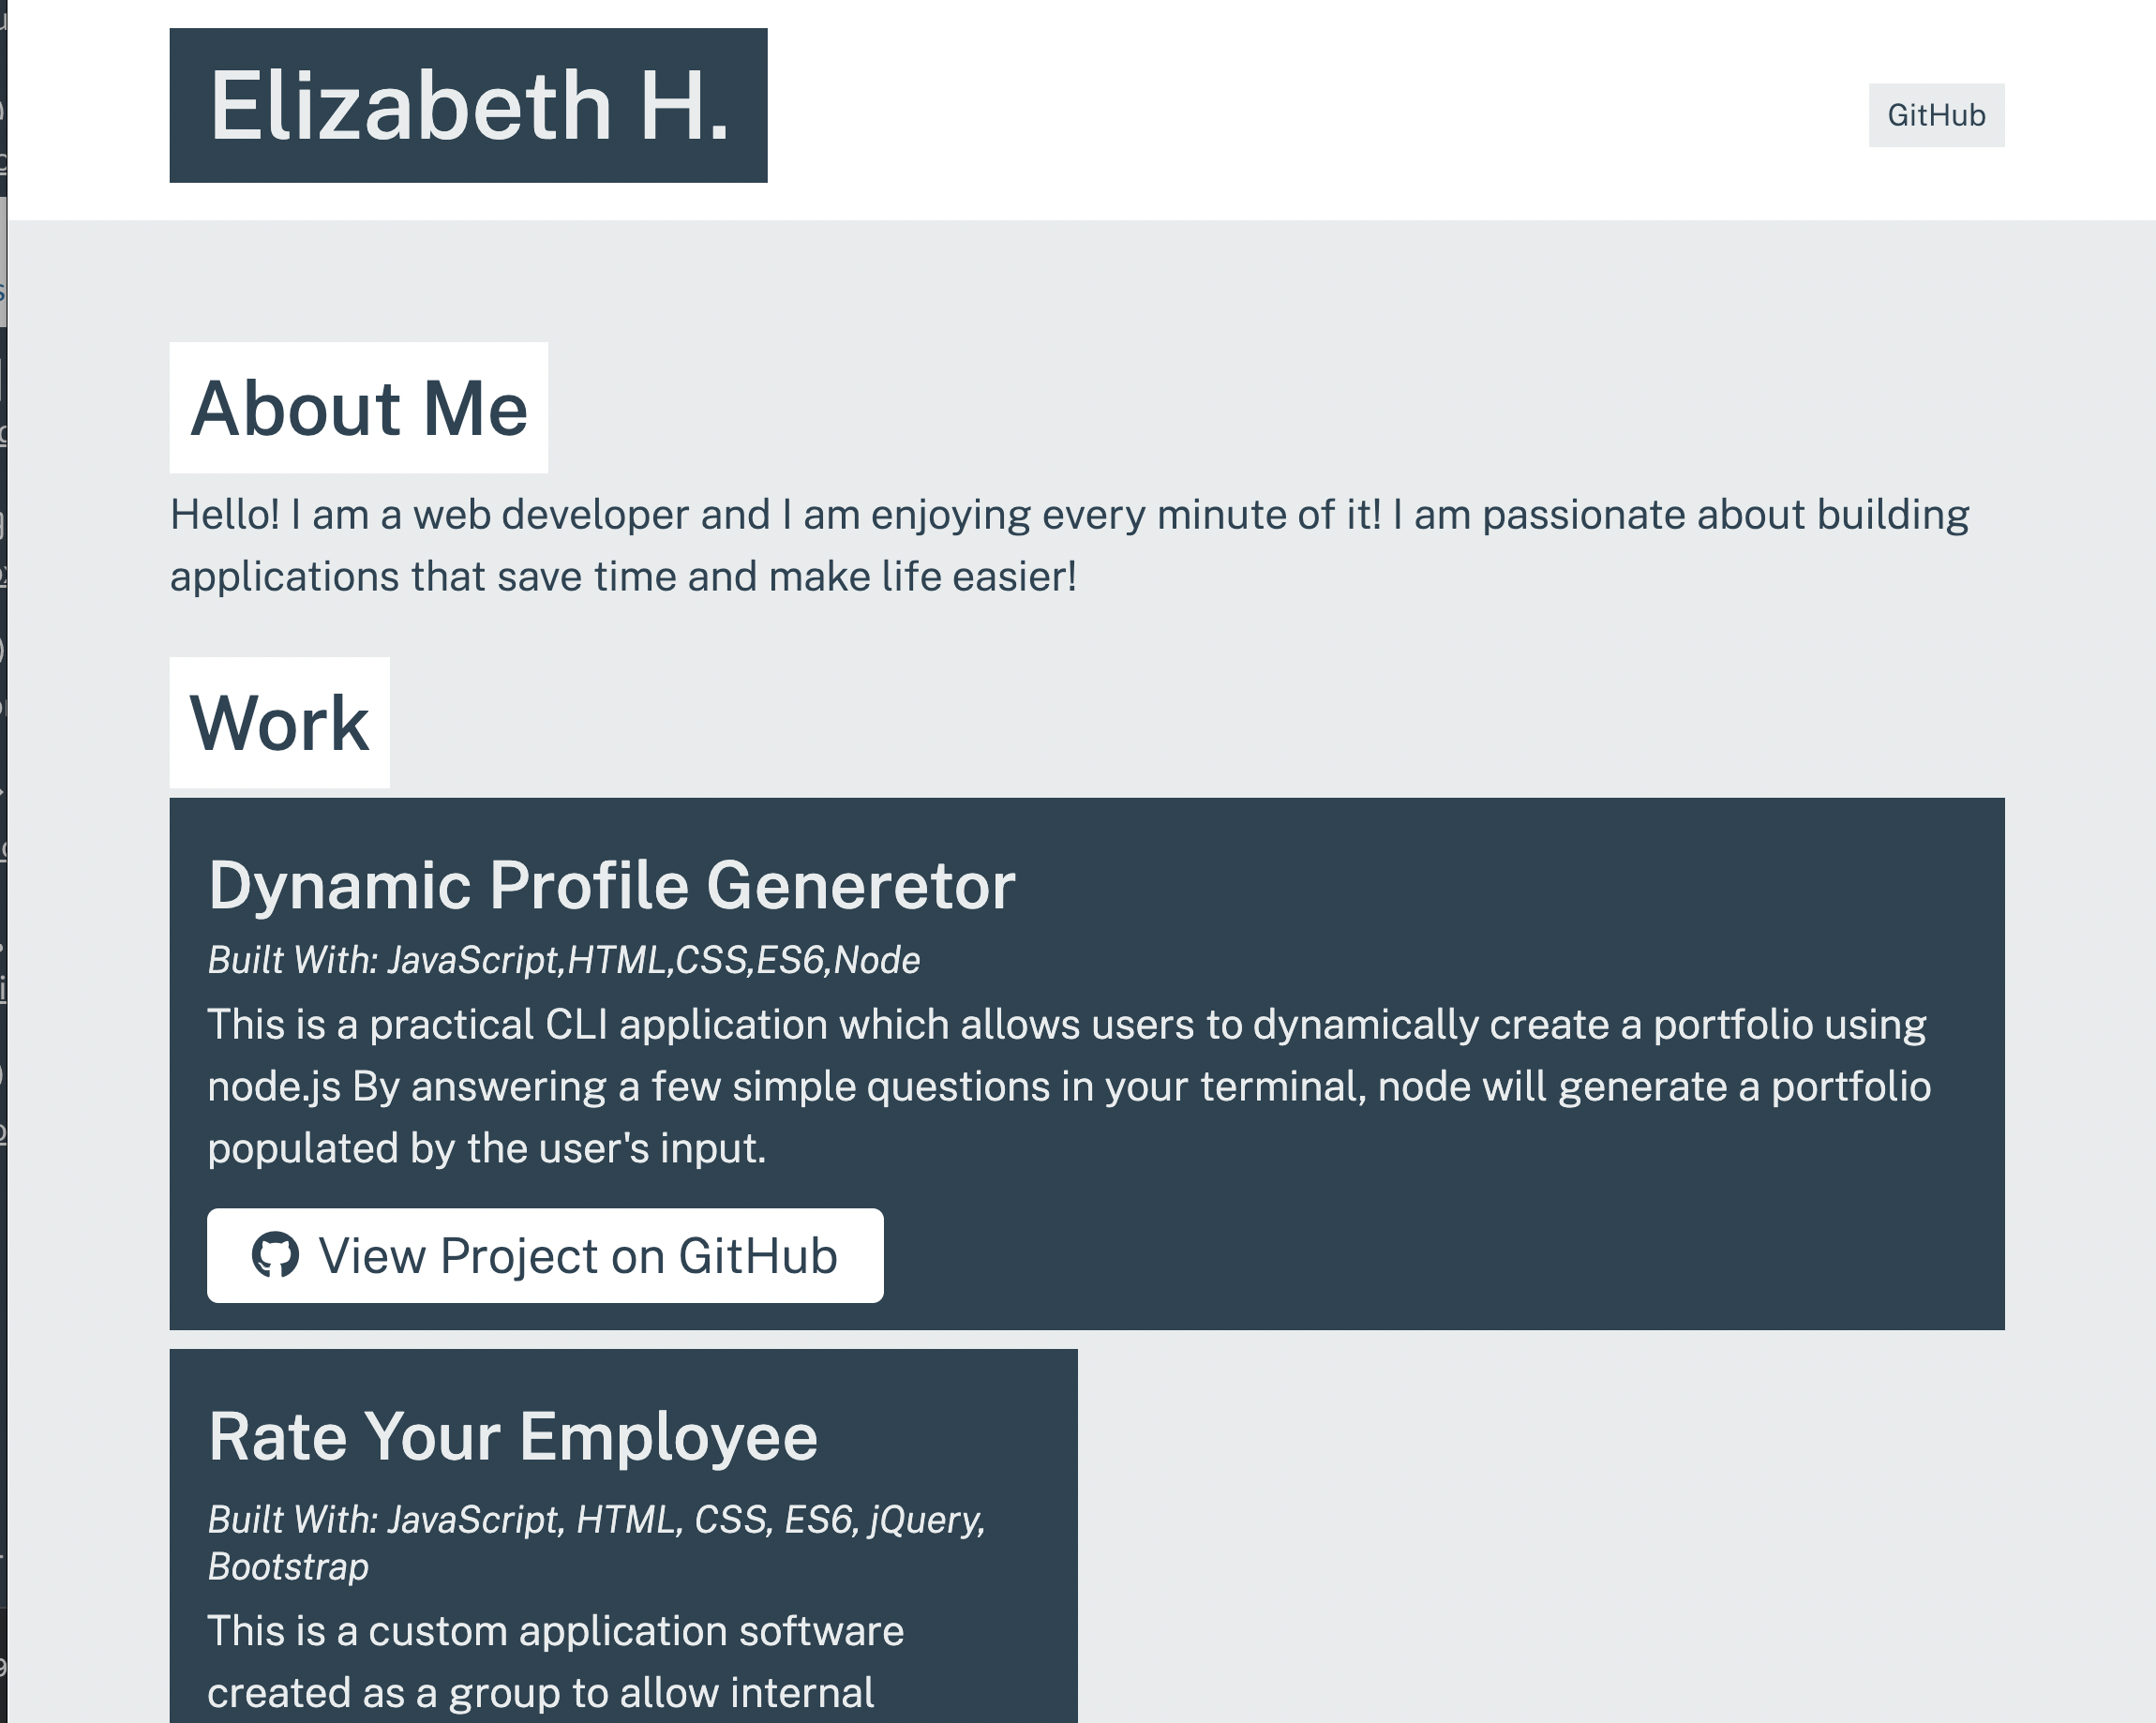 Elizabeth H.
GitHub
About Me
Hello! I am a web developer and I am enjoying every minute of it! I am passionate about building
applications that save time and make life easier!
Work
Dynamic Profile Generetor
Built With: JavaScript,HTML,CSS,ES6,Node
This is a practical CLI application which allows users to dynamically create a portfolio using
node.js By answering a few simple questions in your terminal, node will generate a portfolio
populated by the user's input.
View Project on GitHub
Rate Your Employee
Built With: JavaScript, HTML, CSS, ES6, jQuery,
Bootstrap
This is a custom application software
created as a group to allow internal